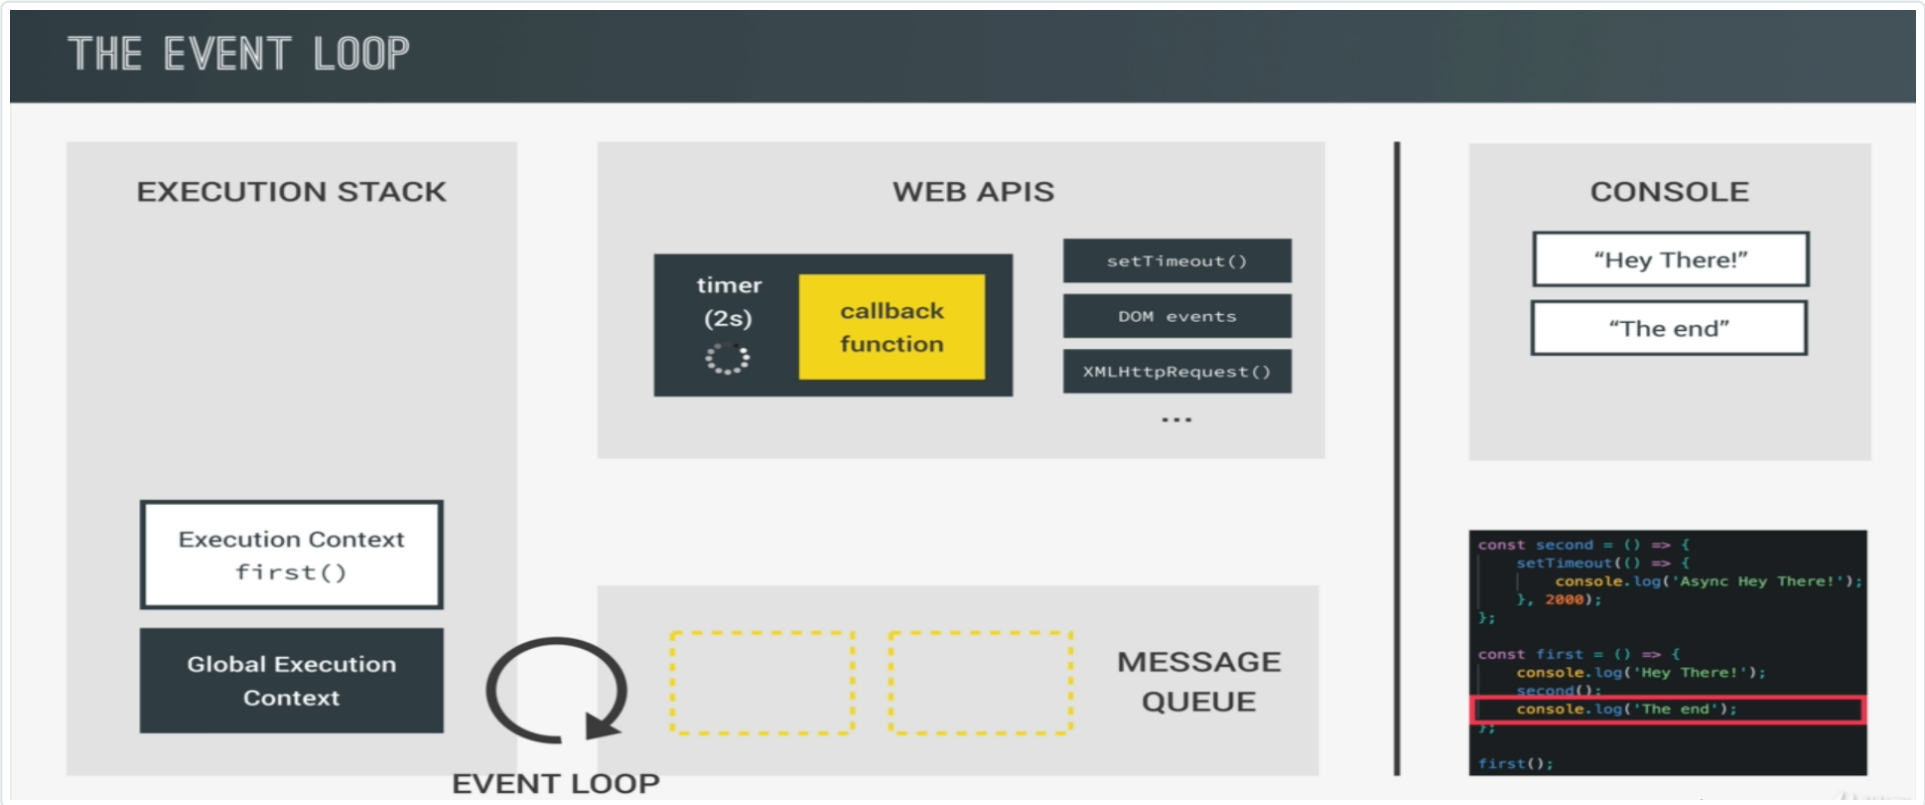 THE EVENT LOOP
EXECUTION STACK
Execution Context
first()
Global Execution
Context
EVENT LOOP
WEB APIS
timer
(2s)
callback
function
setTimeout()
DOM events
XMLHttpRequest()
...
MESSAGE
QUEUE
CONSOLE
“Hey There!”
“The end”
const second = () => {
setTimeout(() => {
console.log('Async Hey There!');
}, 2000);
};
const first = () => {
console.log('Hey There!');
second();
console.log('The end');
};
first();